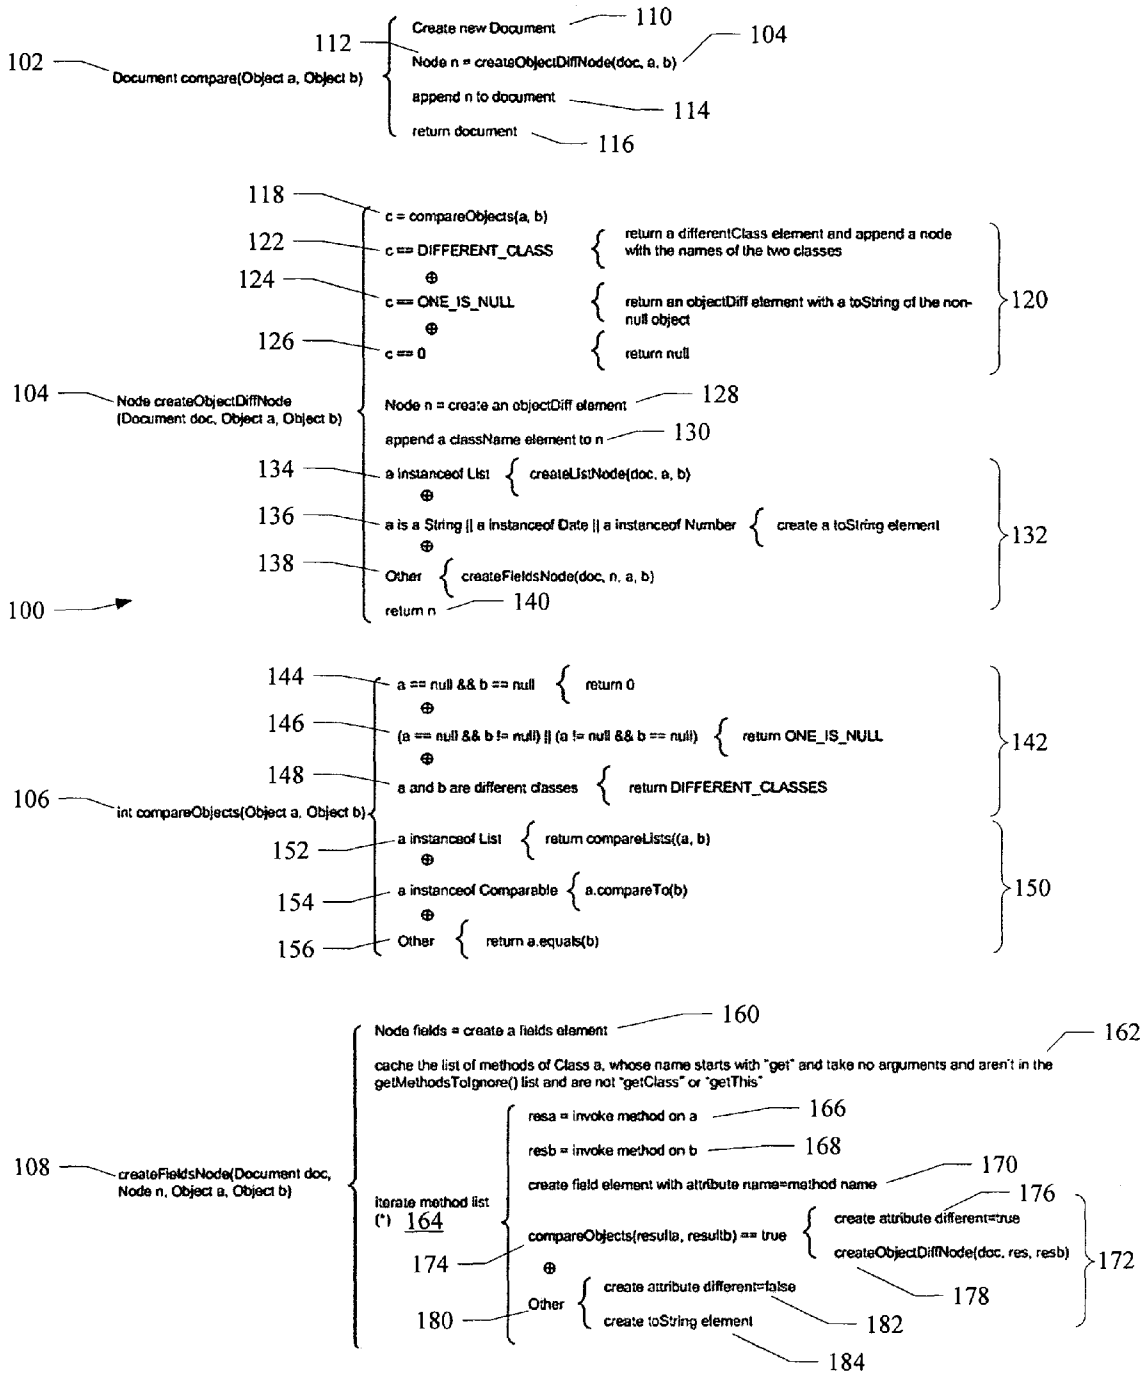 Create new Document 110
112 Node n = createObjectDiffNode(doc, a, b) 104
102 Document compare(Object a, Object b)
append n to document 114
return document 116
118 c = compareObjects(a, b)
122 c == DIFFERENT_CLASS { return a differentClass element and append a node
with the names of the two classes
⊕
124 c == ONE_IS_NULL { return an objectDiff element with a toString of the non-
null object
120
⊕
126 c == 0 { return null
104 Node createObjectDiffNode
(Document doc, Object a, Object b)
Node n = create an objectDiff element 128
append a className element to n 130
134 a instanceof List { createListNode(doc, a, b)
⊕
136 a is a String || a instanceof Date || a instanceof Number { create a toString element
132
⊕
138 Other { createFieldsNode(doc, n, a, b)
100
return n 140
144 a == null && b == null { return 0
⊕
146 (a == null && b != null) || (a != null && b == null) { return ONE_IS_NULL
142
⊕
148 a and b are different classes { return DIFFERENT_CLASSES
106 int compareObjects(Object a, Object b)
152 a instanceof List { return compareLists((a, b)
⊕
154 a instanceof Comparable { a.compareTo(b)
150
⊕
156 Other { return a.equals(b)
Node fields = create a fields element 160
162
cache the list of methods of Class a, whose name starts with "get" and take no arguments and aren't in the
getMethodsToIgnore() list and are not "getClass" or "getThis"
resa = invoke method on a 166
resb = invoke method on b 168
108 createFieldsNode(Document doc,
Node n, Object a, Object b)
create field element with attribute name=method name 170
iterate method list
(*) 164
174 compareObjects(resulta, resultb) == true { create attribute different=true 176
createObjectDiffNode(doc, res, resb) 178
172
⊕
180 Other { create attribute different=false 182
create toString element 184